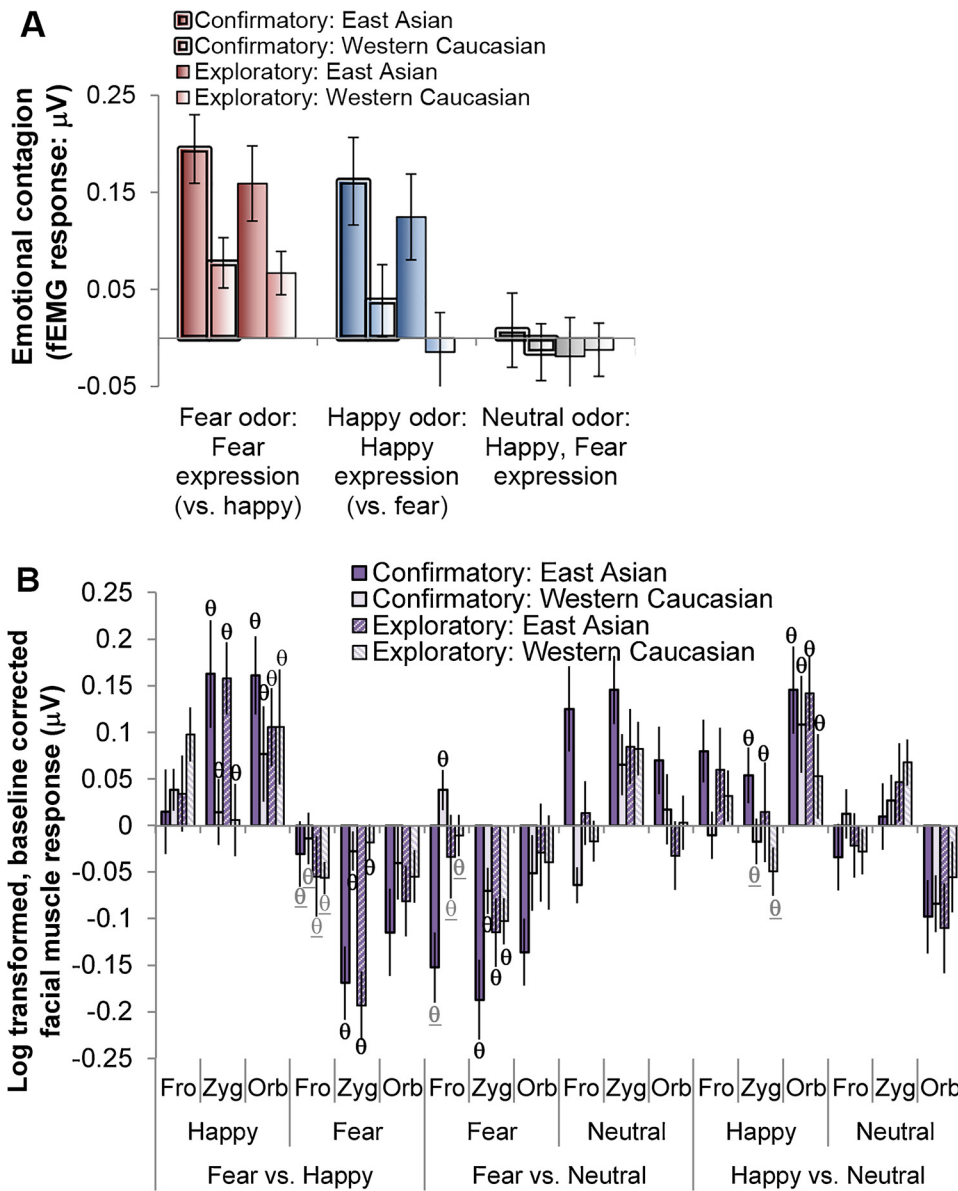 A
Confirmatory: East Asian
Confirmatory: Western Caucasian
Exploratory: East Asian
Exploratory: Western Caucasian
Emotional contagion
(fEMG response: μV)
0.25
0.15
0.05
-0.05
Fear odor:
Fear
expression
(vs. happy)
Happy odor:
Happy
expression
(vs. fear)
Neutral odor:
Happy, Fear
expression
B
Confirmatory: East Asian
Confirmatory: Western Caucasian
Exploratory: East Asian
Exploratory: Western Caucasian
Log transformed, baseline corrected
facial muscle response (μV)
0.25
0.2
0.15
0.1
0.05
0
-0.05
-0.1
-0.15
-0.2
-0.25
θ θ θ θ θ θ θ θ
θ θ θ θ θ θ θ θ
θ θ θ θ θ θ θ θ
θ θ θ θ θ θ θ θ
Fro Zyg Orb Fro Zyg Orb Fro Zyg Orb Fro Zyg Orb Fro Zyg Orb Fro Zyg Orb
Happy Fear Fear Neutral Happy Neutral
Fear vs. Happy Fear vs. Neutral Happy vs. Neutral